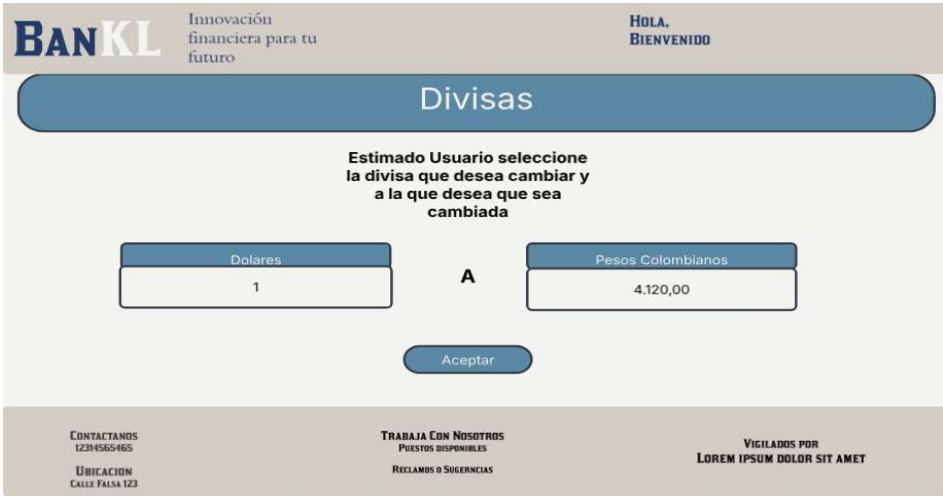 BANKL
Innovación
financiera para tu
futuro
HOLA,
BIENVENIDO
Divisas
Estimado Usuario seleccione
la divisa que desea cambiar y
a la que desea que sea
cambiada
Dolares
1
A
Pesos Colombianos
4.120,00
Aceptar
CONTACTANOS
12314565465
UBICACION
CALLE FALSA 123
TRABAJA CON NOSOTROS
PUESTOS DISPONIBLES
RECLAMOS O SUGERNCIAS
VIGILADOS POR
LOREM IPSUM DOLOR SIT AMET